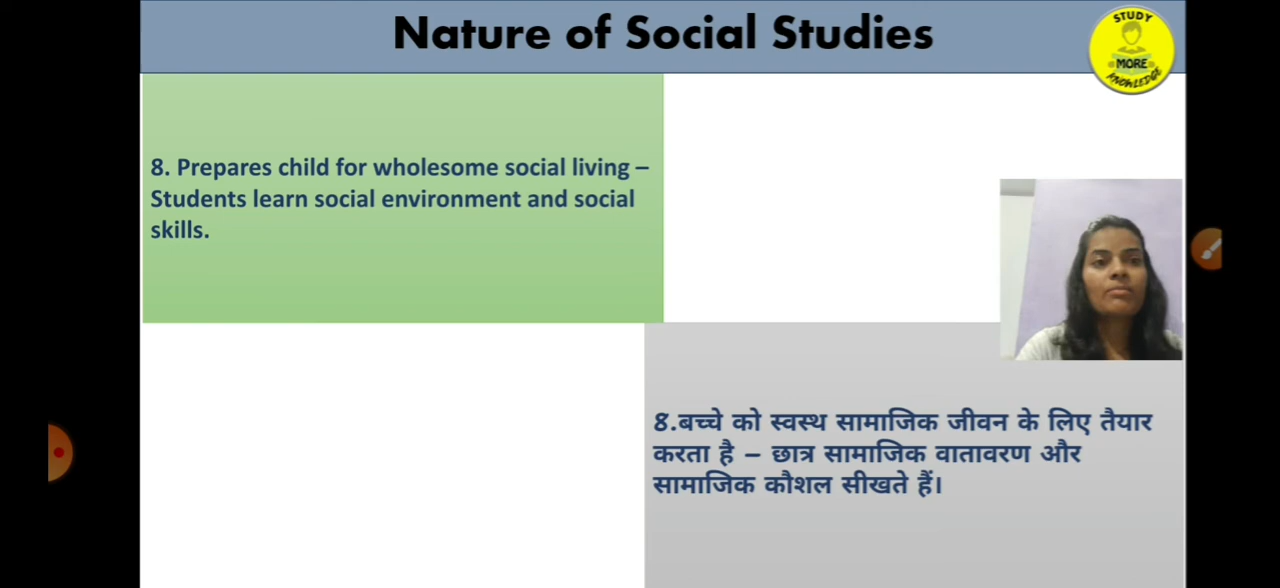 Nature of Social Studies
STUDY
MORE
KNOWLEDGE
8. Prepares child for wholesome social living –
Students learn social environment and social
skills.
8.बच्चे को स्वस्थ सामाजिक जीवन के लिए तैयार
करता है – छात्र सामाजिक वातावरण और
सामाजिक कौशल सीखते हैं।